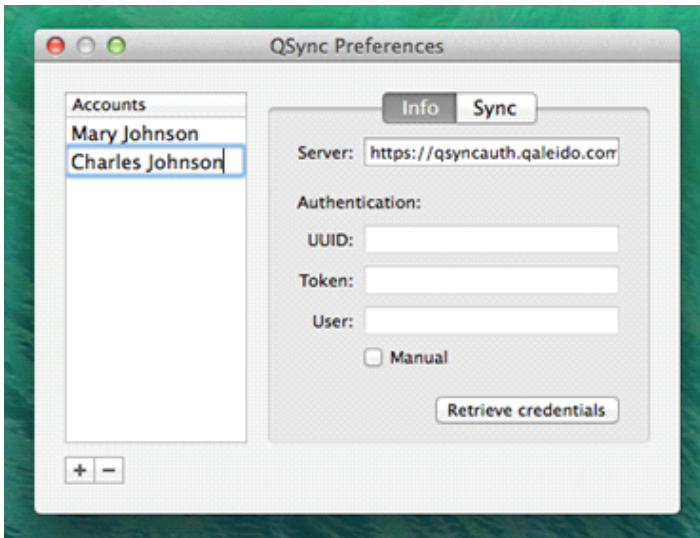 QSync Preferences
Accounts
Mary Johnson
Charles Johnson
Info Sync
Server: https://qsyncauth.qaleido.com
Authentication:
UUID:
Token:
User:
Manual
Retrieve credentials
+ −